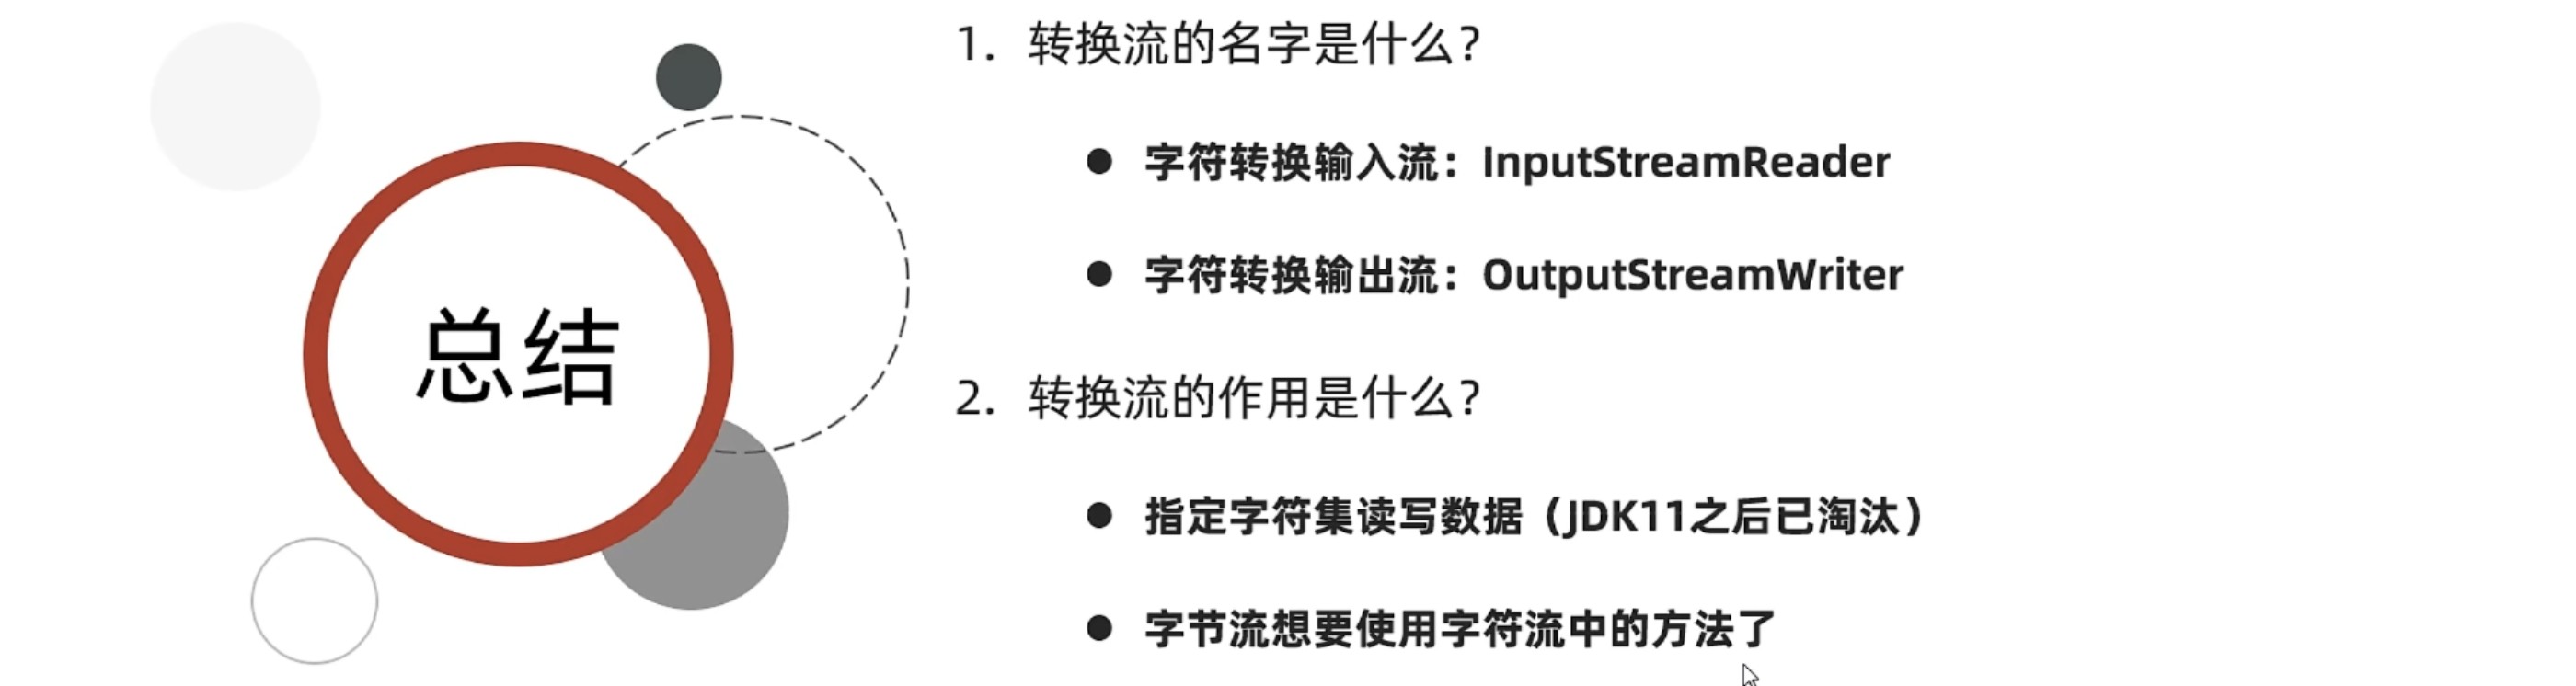 总结
1. 转换流的名字是什么?
● 字符转换输入流：InputStreamReader
● 字符转换输出流：OutputStreamWriter
2. 转换流的作用是什么?
● 指定字符集读写数据（JDK11之后已淘汰）
● 字节流想要使用字符流中的方法了